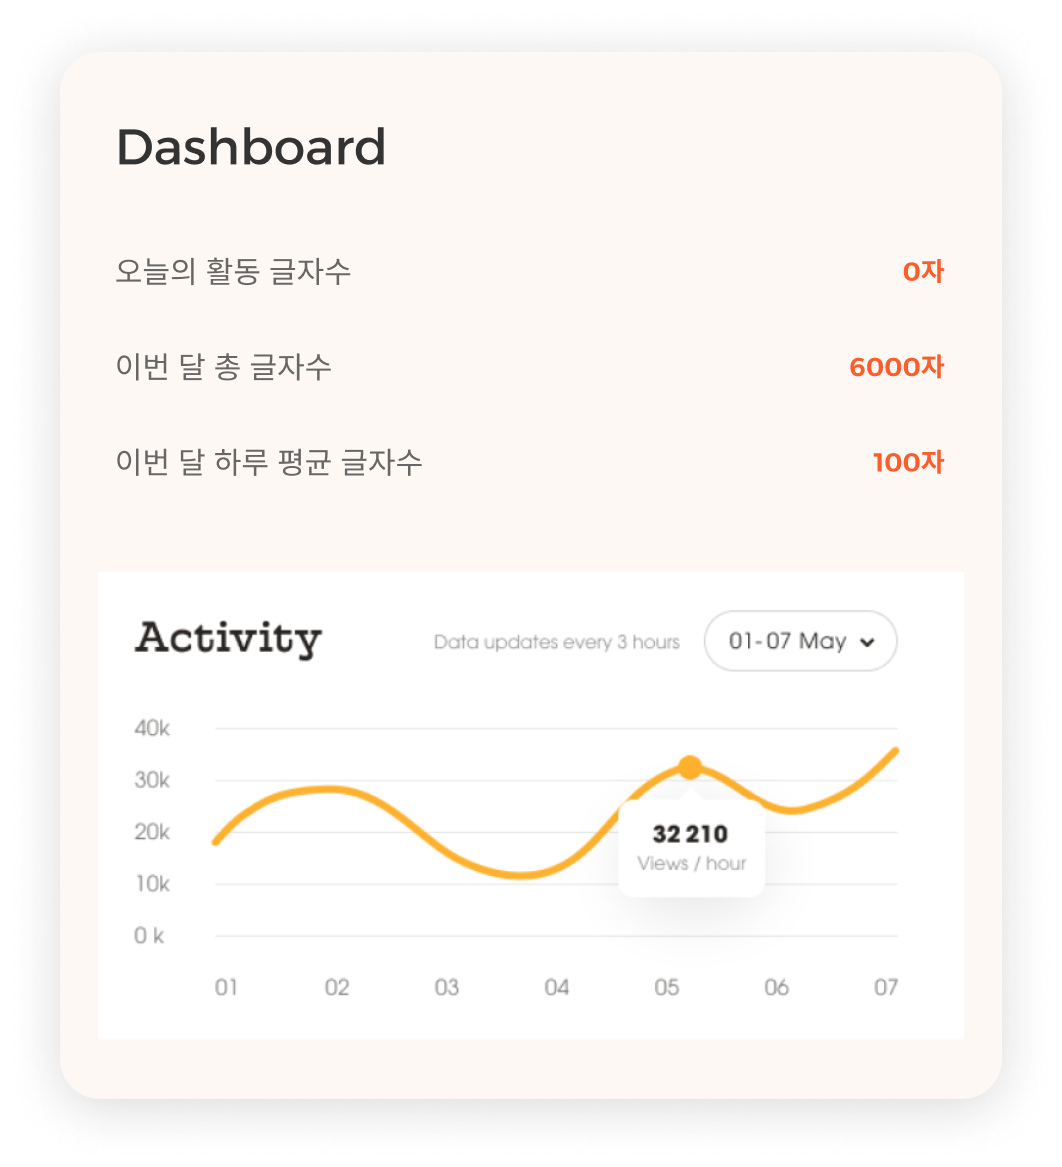 Dashboard
오늘의 활동 글자수 0자
이번 달 총 글자수 6000자
이번 달 하루 평균 글자수 100자
Activity Data updates every 3 hours 01-07 May
40k
30k
20k
32 210
Views / hour
10k
0 k
01 02 03 04 05 06 07